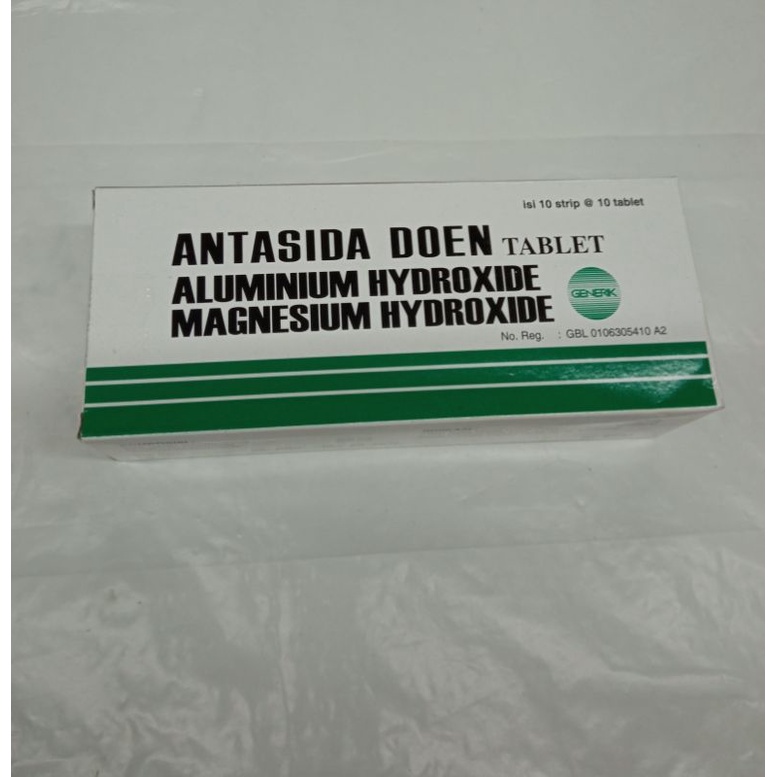 isi 10 strip @ 10 tablet
ANTASIDA DOEN TABLET
ALUMINIUM HYDROXIDE
MAGNESIUM HYDROXIDE
GENERIK
No. Reg. : GBL 0106305410 A2